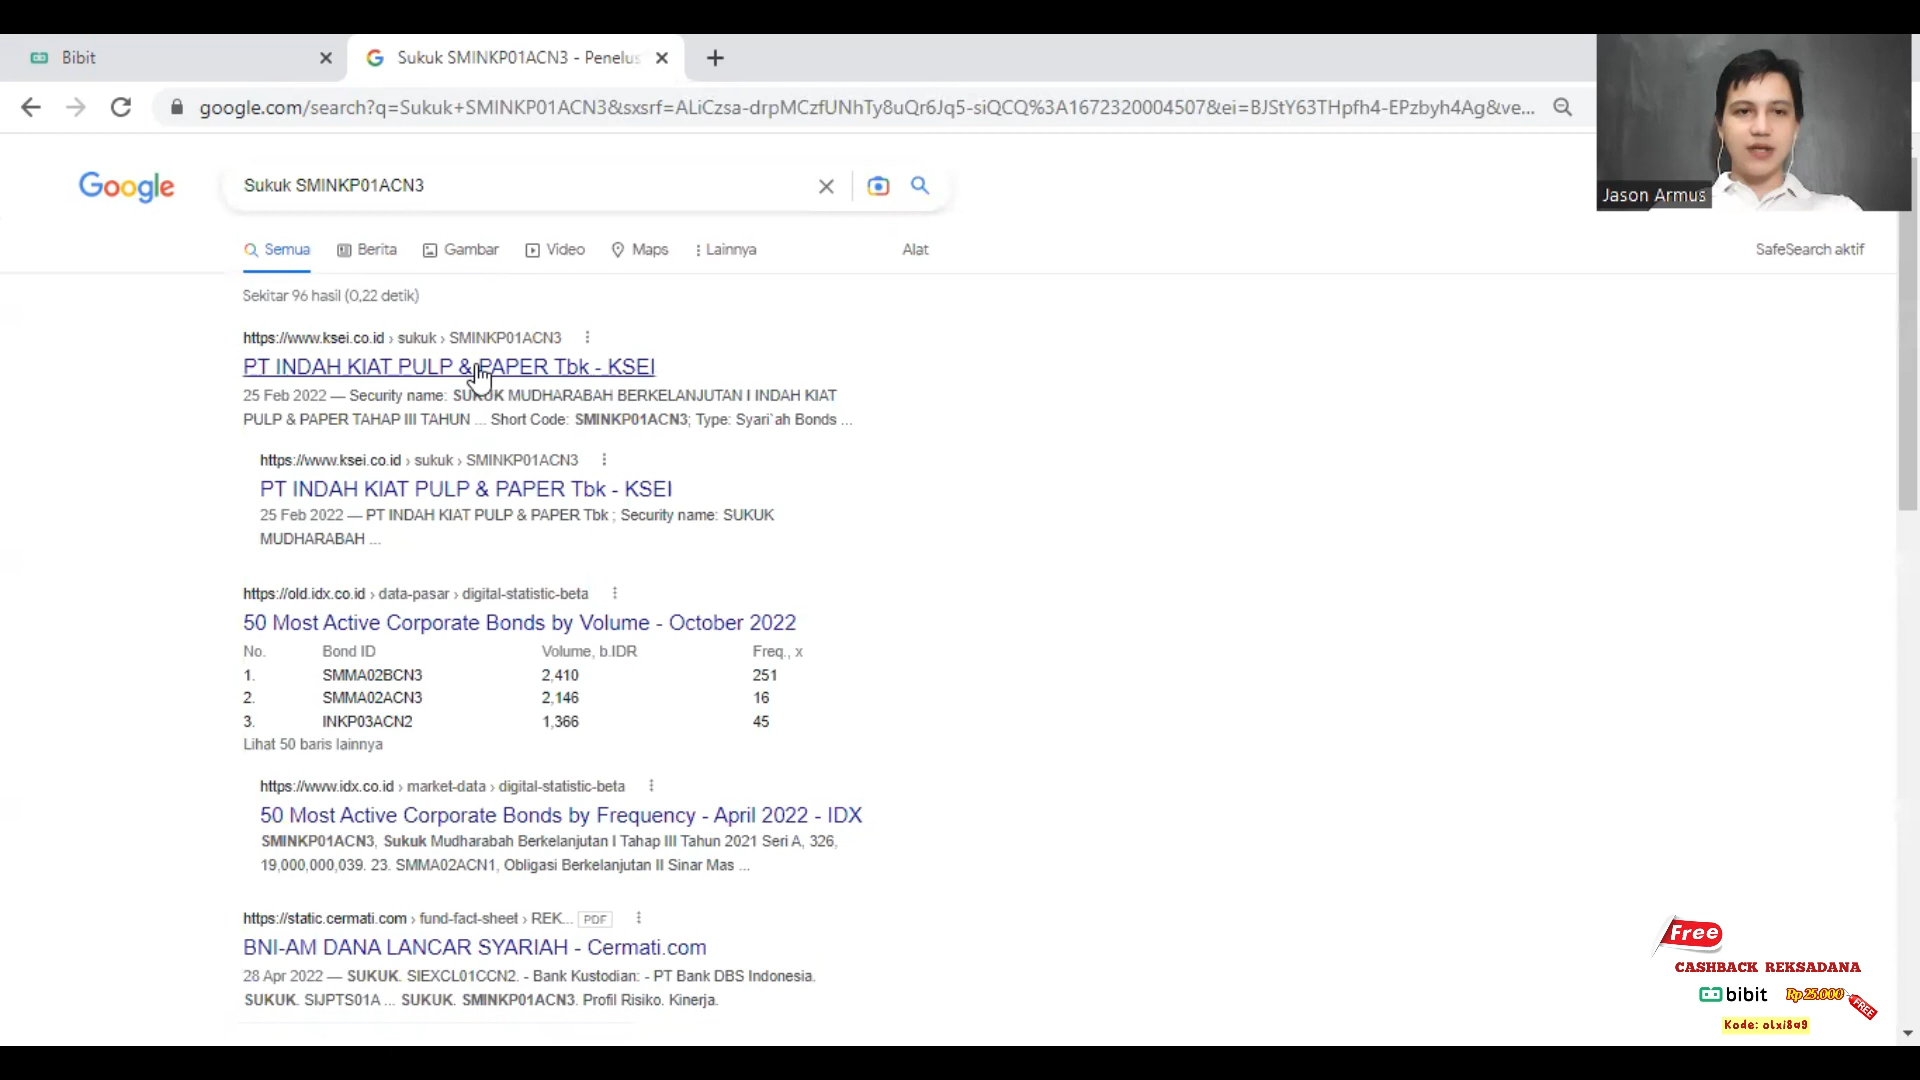 Bibit
Sukuk SMINKP01ACN3 - Penelus
google.com/search?q=Sukuk+SMINKP01ACN3&sxsrf=ALiCzsa-drpMCzfUNhTy8uQr6Jq5-siQCQ%3A1672320004507&ei=BJStY63THpfh4-EPzbyh4Ag&ve...
Jason Armus
Google
Sukuk SMINKP01ACN3
Semua Berita Gambar Video Maps Lainnya Alat SafeSearch aktif
Sekitar 96 hasil (0,22 detik)
https://www.ksei.co.id › sukuk › SMINKP01ACN3
PT INDAH KIAT PULP & PAPER Tbk - KSEI
25 Feb 2022 — Security name: SUKUK MUDHARABAH BERKELANJUTAN I INDAH KIAT
PULP & PAPER TAHAP III TAHUN ... Short Code: SMINKP01ACN3; Type: Syari`ah Bonds ...
https://www.ksei.co.id › sukuk › SMINKP01ACN3
PT INDAH KIAT PULP & PAPER Tbk - KSEI
25 Feb 2022 — PT INDAH KIAT PULP & PAPER Tbk ; Security name: SUKUK
MUDHARABAH ...
https://old.idx.co.id › data-pasar › digital-statistic-beta
50 Most Active Corporate Bonds by Volume - October 2022
No. Bond ID Volume, b.IDR Freq., x
1. SMMA02BCN3 2,410 251
2. SMMA02ACN3 2,146 16
3. INKP03ACN2 1,366 45
Lihat 50 baris lainnya
https://www.idx.co.id › market-data › digital-statistic-beta
50 Most Active Corporate Bonds by Frequency - April 2022 - IDX
SMINKP01ACN3, Sukuk Mudharabah Berkelanjutan I Tahap III Tahun 2021 Seri A, 326,
19,000,000,039. 23. SMMA02ACN1, Obligasi Berkelanjutan II Sinar Mas ...
https://static.cermati.com › fund-fact-sheet › REK... PDF
BNI-AM DANA LANCAR SYARIAH - Cermati.com
28 Apr 2022 — SUKUK. SIEXCL01CCN2. - Bank Kustodian: - PT Bank DBS Indonesia.
SUKUK. SIJPTS01A ... SUKUK. SMINKP01ACN3. Profil Risiko. Kinerja.
Free
CASHBACK REKSADANA
bibit Rp 25.000 FREE
Kode: olxi8a9